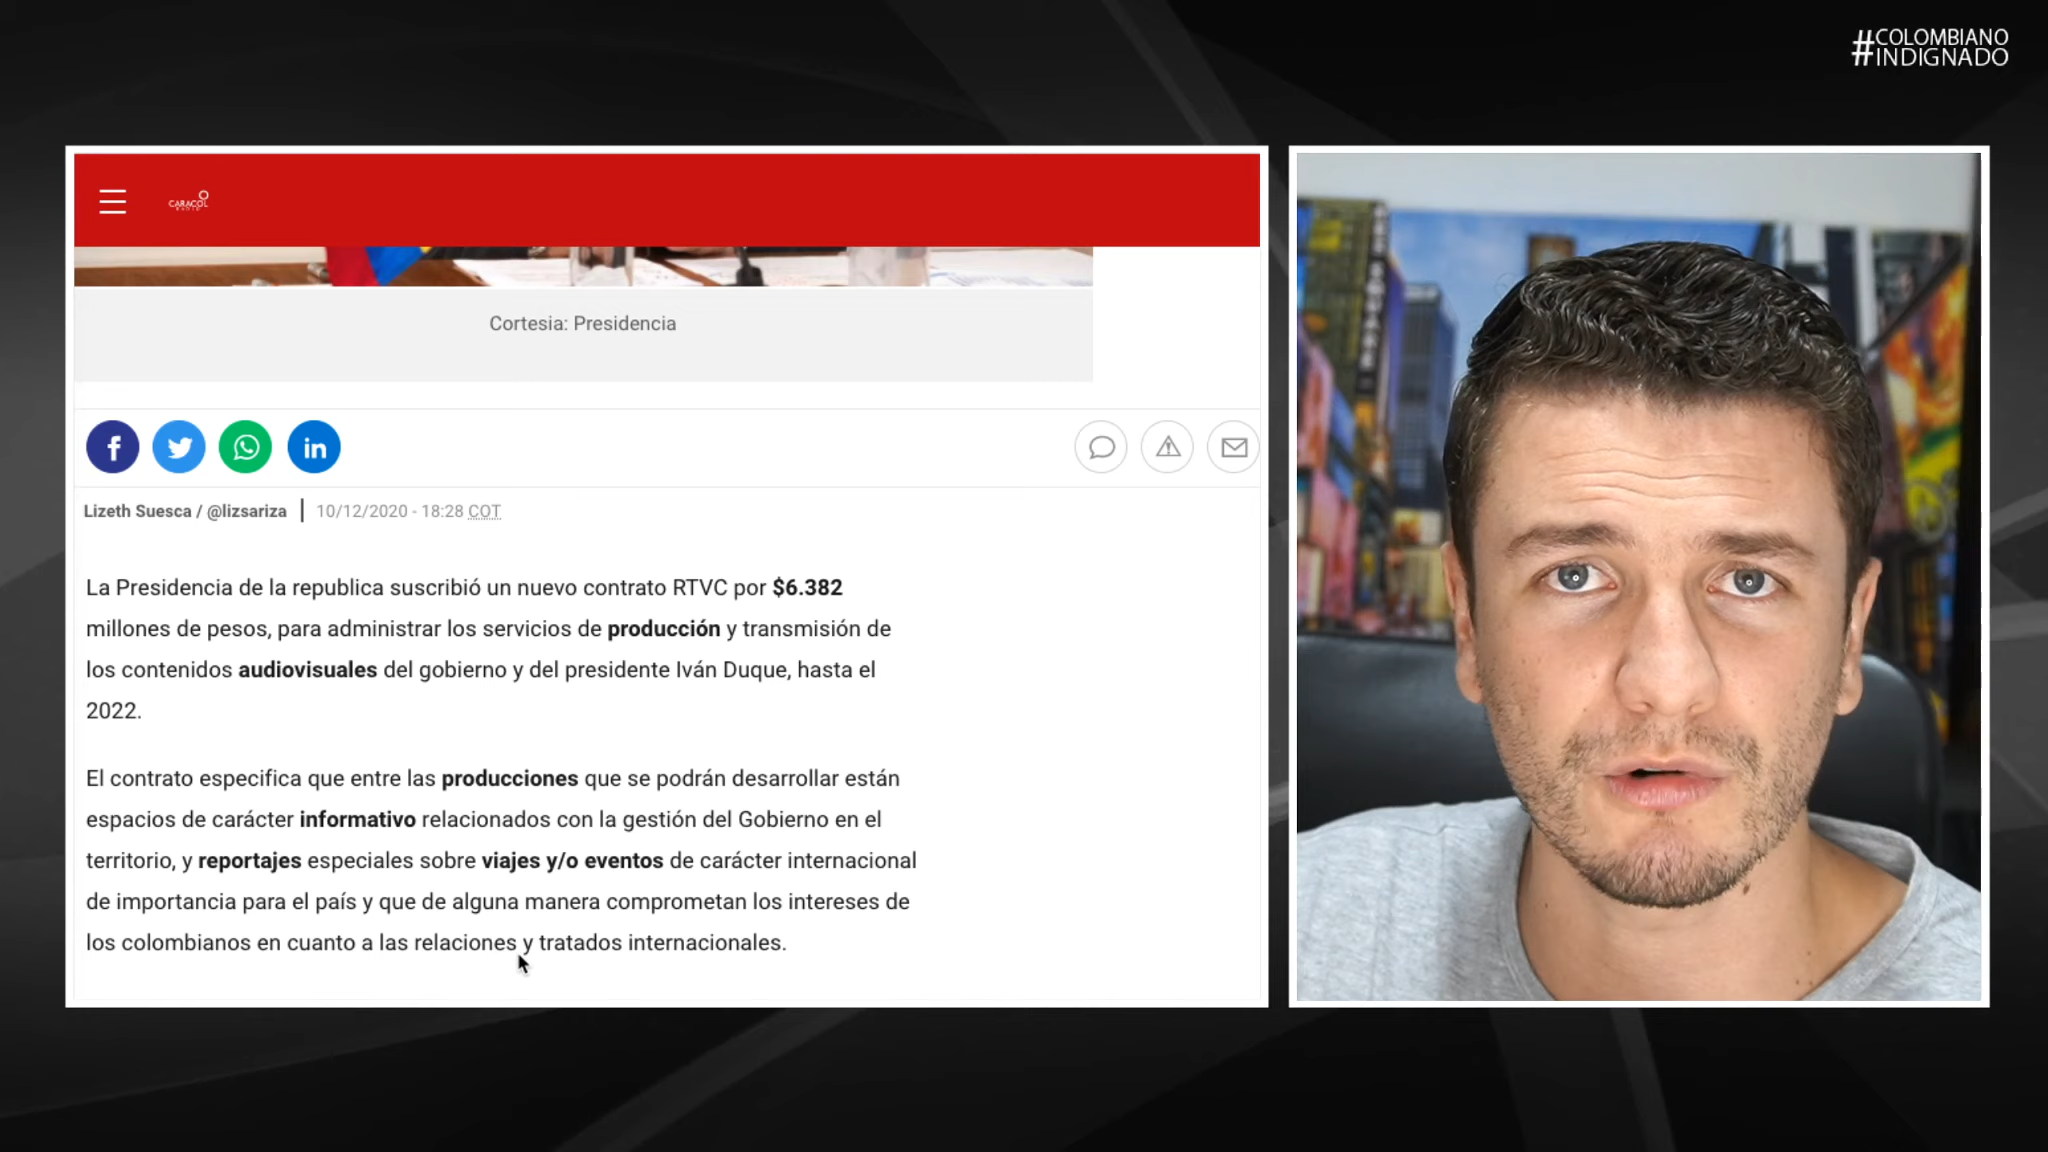 #COLOMBIANO
INDIGNADO
CARACOL
RADIO
Cortesia: Presidencia
f
in
Lizeth Suesca / @lizsariza | 10/12/2020 - 18:28 COT
La Presidencia de la republica suscribió un nuevo contrato RTVC por $6.382
millones de pesos, para administrar los servicios de producción y transmisión de
los contenidos audiovisuales del gobierno y del presidente Iván Duque, hasta el
2022.
El contrato especifica que entre las producciones que se podrán desarrollar están
espacios de carácter informativo relacionados con la gestión del Gobierno en el
territorio, y reportajes especiales sobre viajes y/o eventos de carácter internacional
de importancia para el país y que de alguna manera comprometan los intereses de
los colombianos en cuanto a las relaciones y tratados internacionales.